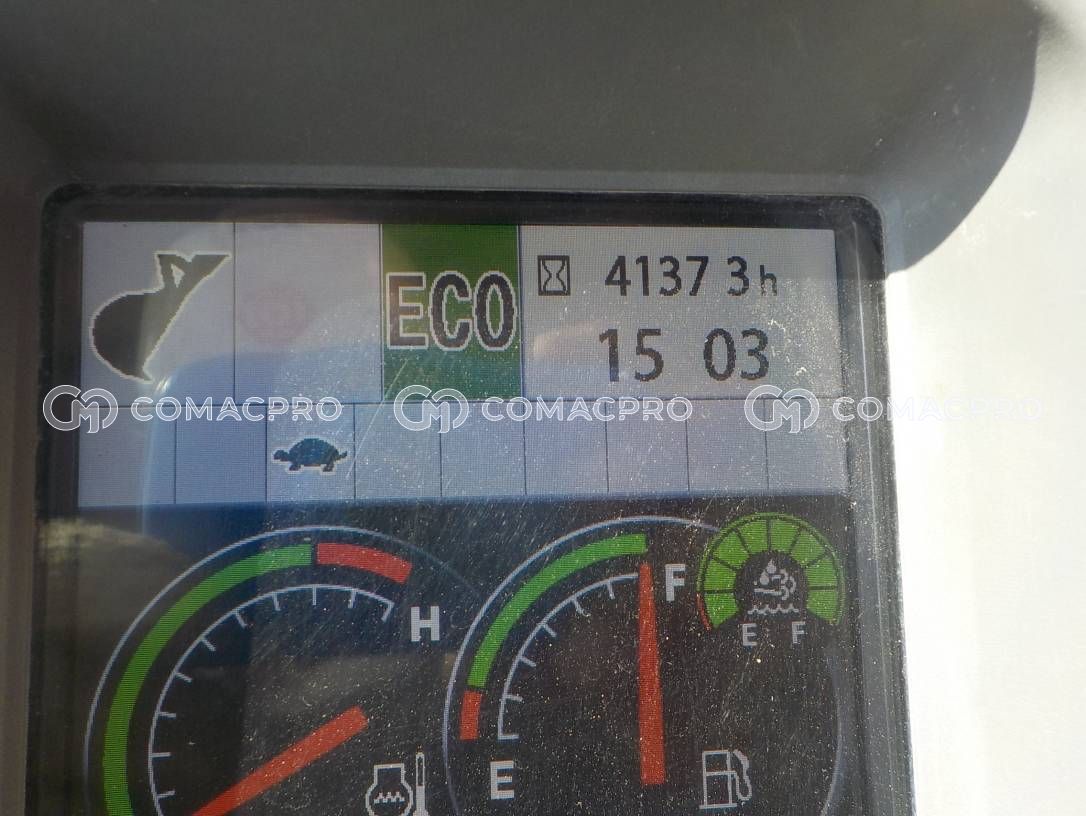 ECO
4137 3h
15 03
COMACPRO COMACPRO COMACPRO
H
F
E F
E